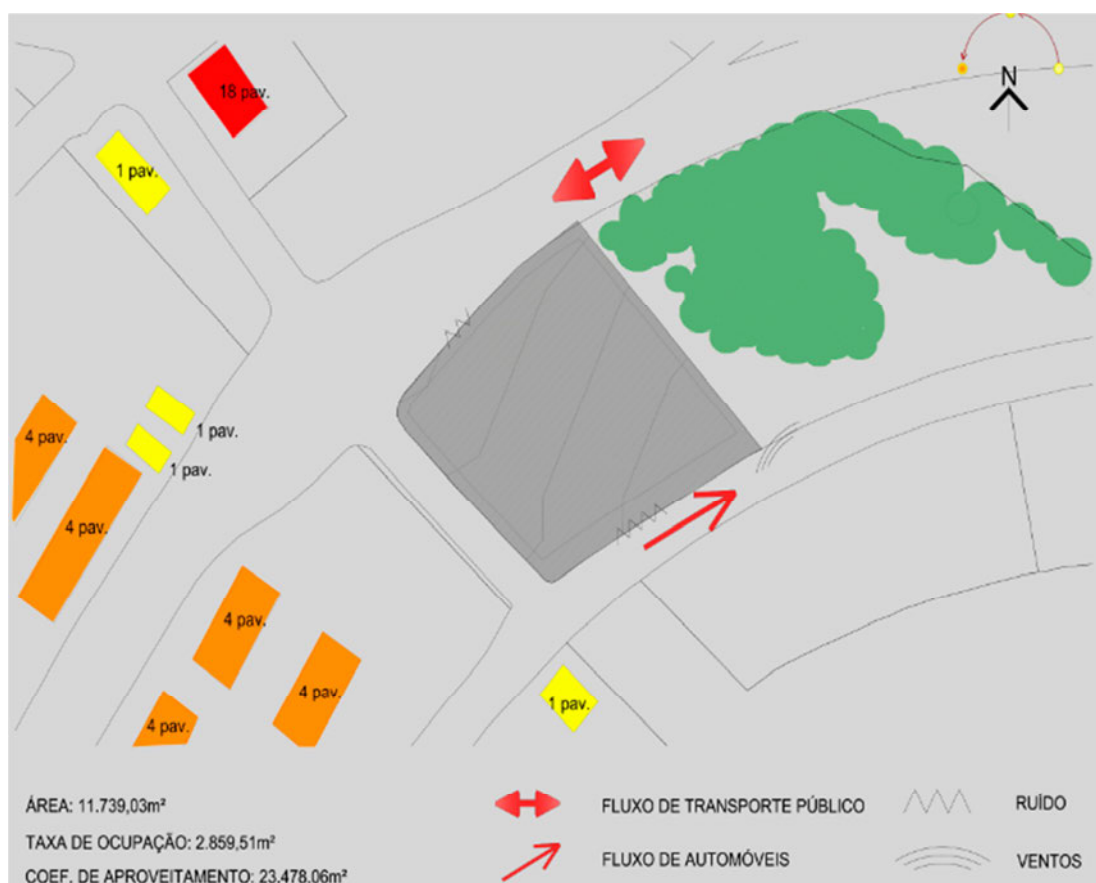 N
18 pav.
1 pav.
4 pav.
1 pav.
1 pav.
4 pav.
4 pav.
4 pav.
4 pav.
1 pav.
ÁREA: 11.739,03m²
TAXA DE OCUPAÇÃO: 2.859,51m²
COEF. DE APROVEITAMENTO: 23.478,06m²
FLUXO DE TRANSPORTE PÚBLICO
FLUXO DE AUTOMÓVEIS
RUÍDO
VENTOS